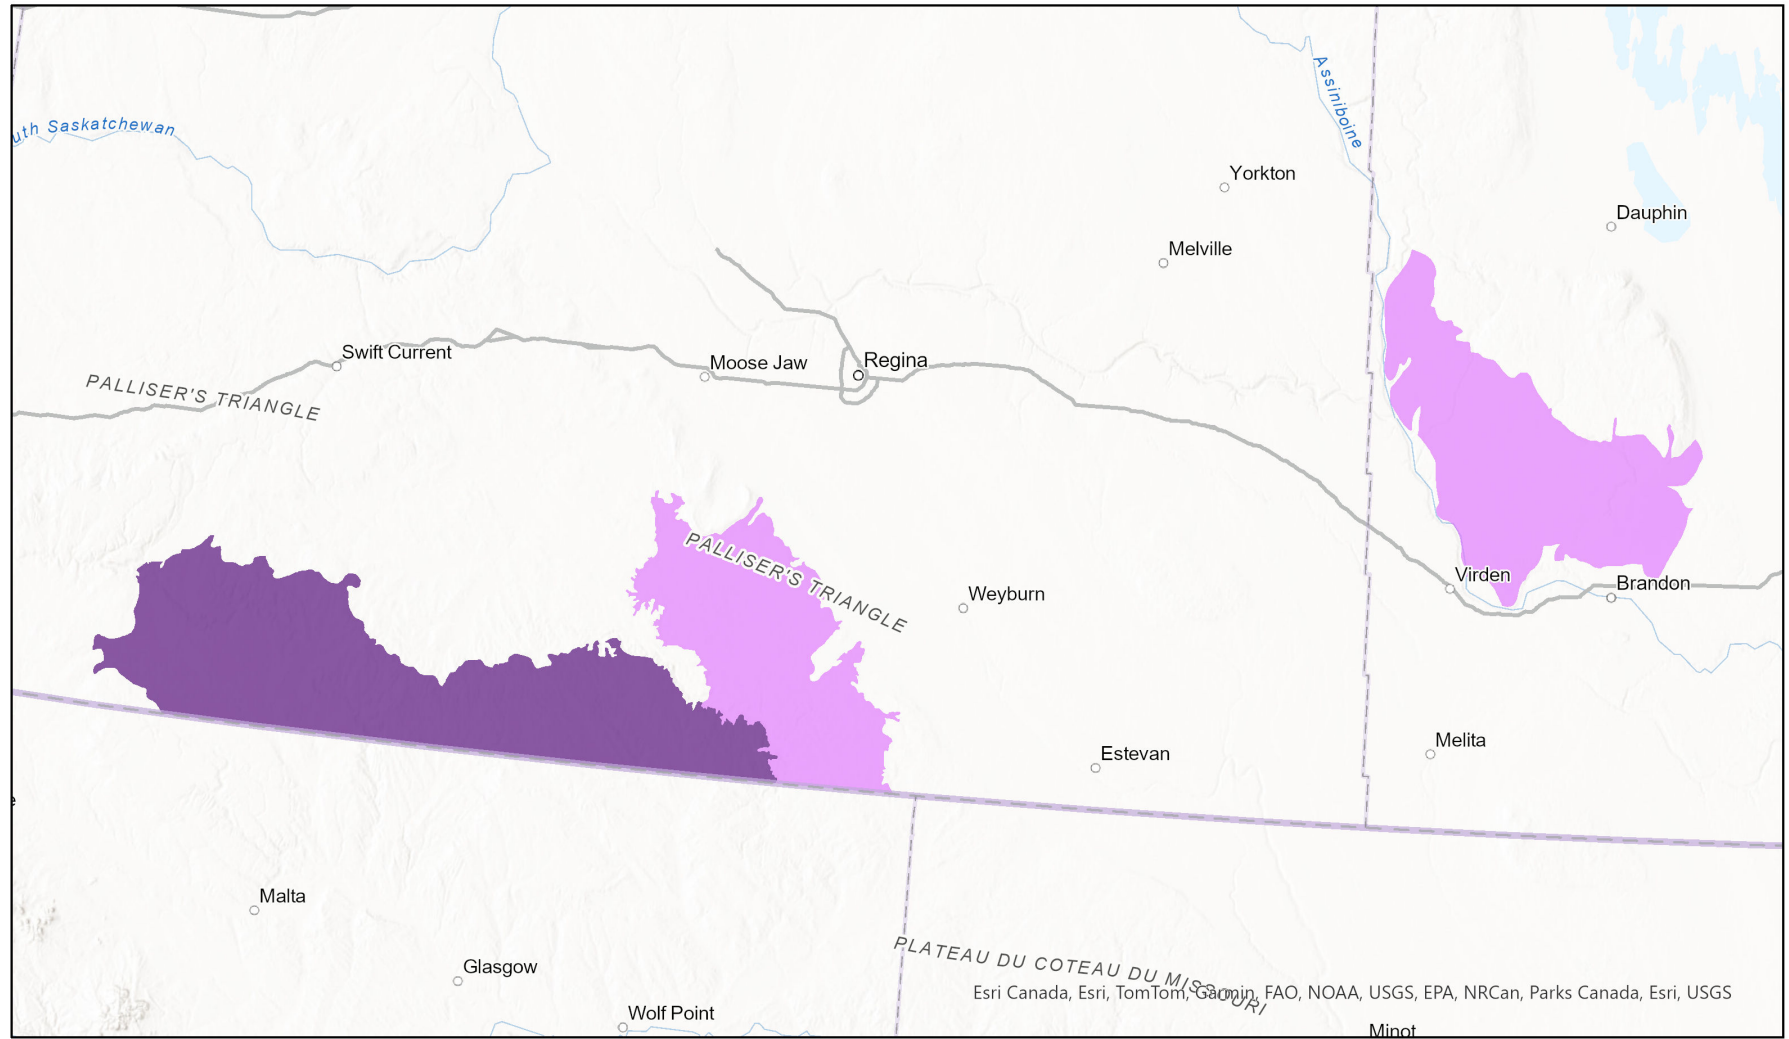 Assiniboine
uth Saskatchewan
Yorkton
Dauphin
Melville
Swift Current
Moose Jaw
Regina
PALLISER'S TRIANGLE
PALLISER'S TRIANGLE
Virden
Brandon
Weyburn
Melita
Estevan
e
Malta
PLATEAU DU COTEAU DU MISSOURI
Glasgow
Esri Canada, Esri, TomTom, Garmin, FAO, NOAA, USGS, EPA, NRCan, Parks Canada, Esri, USGS
Wolf Point
Minot